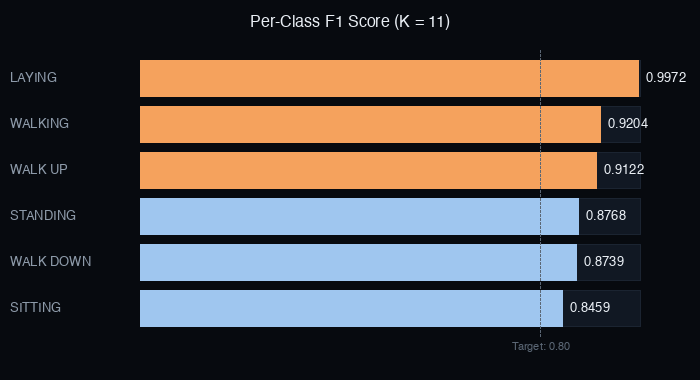 Per-Class F1 Score (K = 11)
LAYING 0.9972
WALKING 0.9204
WALK UP 0.9122
STANDING 0.8768
WALK DOWN 0.8739
SITTING 0.8459
Target: 0.80